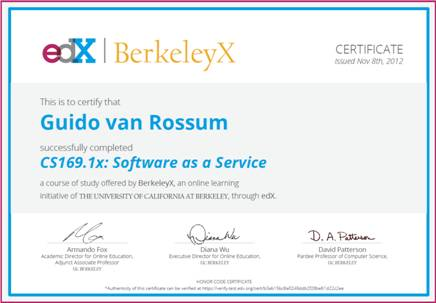 edX | BerkeleyX
CERTIFICATE
Issued Nov 8th, 2012
This is to certify that
Guido van Rossum
successfully completed
CS169.1x: Software as a Service
a course of study offered by BerkeleyX, an online learning
initiative of THE UNIVERSITY OF CALIFORNIA AT BERKELEY, through edX.
D. A. Patterson
Armando Fox
Academic Director for Online Education,
Adjunct Associate Professor
UC BERKELEY
Diana Wu
Executive Director for Online Education,
UC BERKELEY
David Patterson
Pardee Professor of Computer Science,
UC BERKELEY
HONOR CODE CERTIFICATE
*Authenticity of this certificate can be verified at